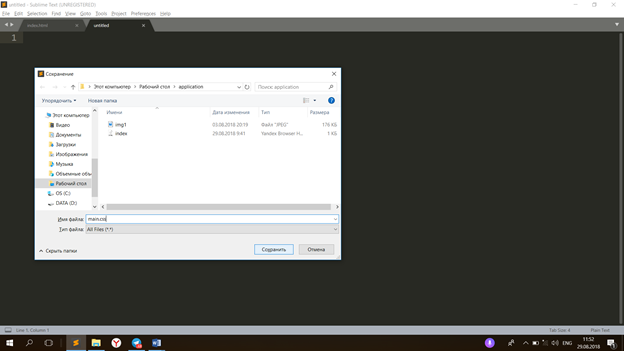 untitled - Sublime Text (UNREGISTERED)
File Edit Selection Find View Goto Tools Project Preferences Help
index.html untitled
1
Сохранение
Этот компьютер Рабочий стол application
Поиск: application
Упорядочить Новая папка
Этот компьютер
Видео
Документы
Загрузки
Изображения
Музыка
Объемные объ
Рабочий стол
OS (C:)
DATA (D:)
Имя Дата изменения Тип Размера
img1 03.08.2018 20:19 Файл "JPEG" 176 КБ
index 29.08.2018 9:41 Yandex Browser H... 1 КБ
Имя файла: main.css
Тип файла: All Files (*.*)
Скрыть папки
Сохранить Отмена
Line 1, Column 1
Tab Size: 4 Plain Text
ENG
11:52
29.08.2018